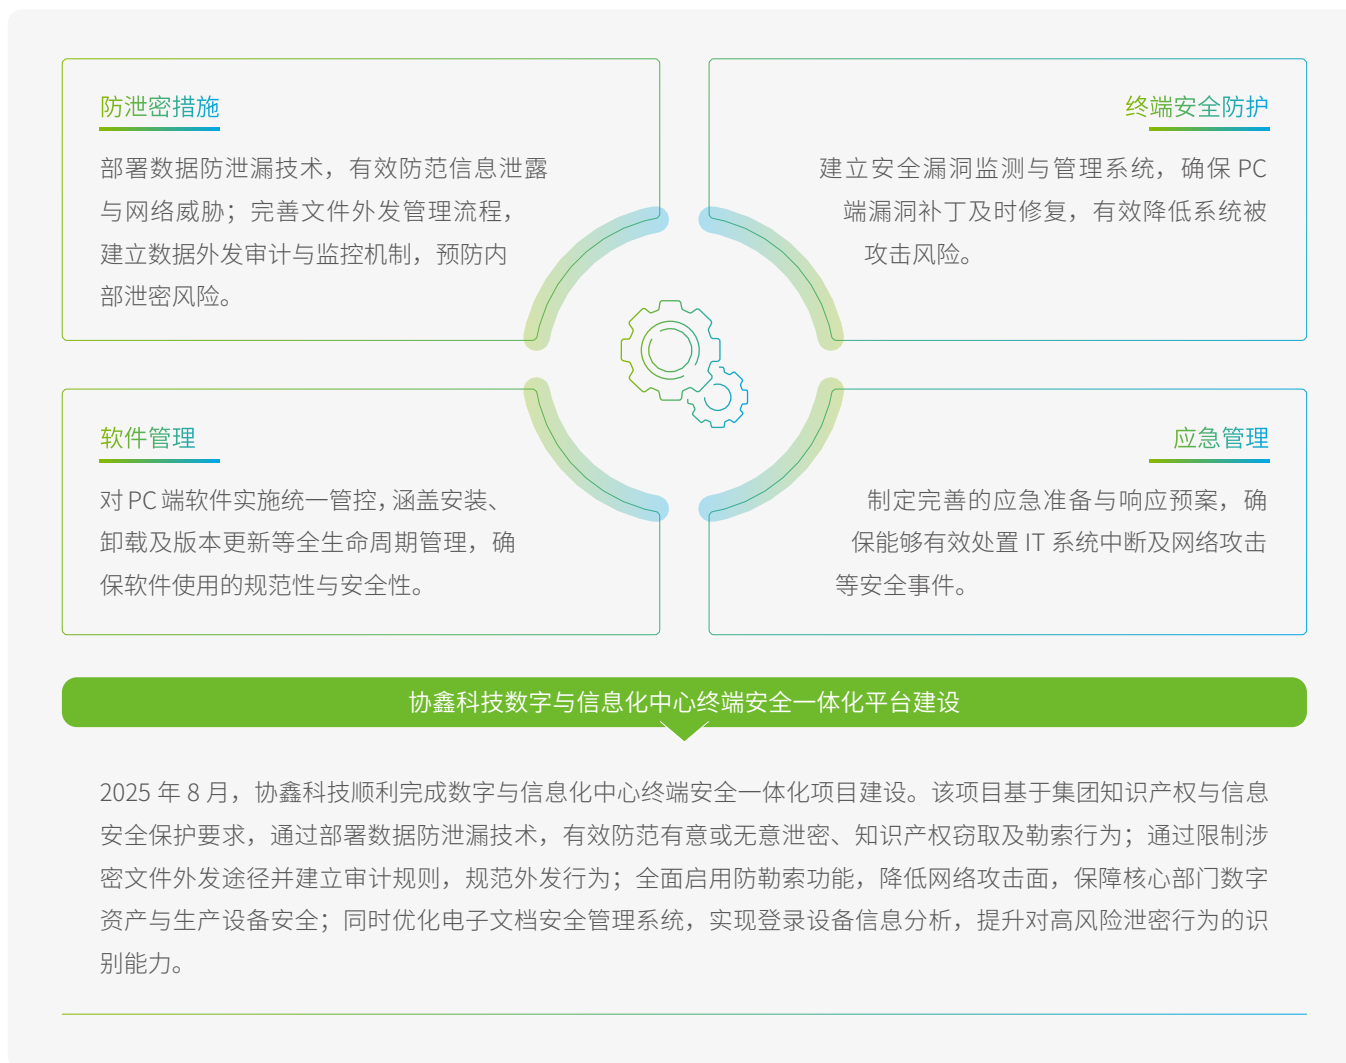 防泄密措施
部署数据防泄漏技术，有效防范信息泄露
与网络威胁；完善文件外发管理流程，
建立数据外发审计与监控机制，预防内
部泄密风险。
终端安全防护
建立安全漏洞监测与管理系统，确保 PC
端漏洞补丁及时修复，有效降低系统被
攻击风险。
软件管理
对 PC 端软件实施统一管控，涵盖安装、
卸载及版本更新等全生命周期管理，确
保软件使用的规范性与安全性。
应急管理
制定完善的应急准备与响应预案，确
保能够有效处置 IT 系统中断及网络攻击
等安全事件。
协鑫科技数字与信息化中心终端安全一体化平台建设
2025 年 8 月，协鑫科技顺利完成数字与信息化中心终端安全一体化项目建设。该项目基于集团知识产权与信息
安全保护要求，通过部署数据防泄漏技术，有效防范有意或无意泄密、知识产权窃取及勒索行为；通过限制涉
密文件外发途径并建立审计规则，规范外发行为；全面启用防勒索功能，降低网络攻击面，保障核心部门数字
资产与生产设备安全；同时优化电子文档安全管理系统，实现登录设备信息分析，提升对高风险泄密行为的识
别能力。